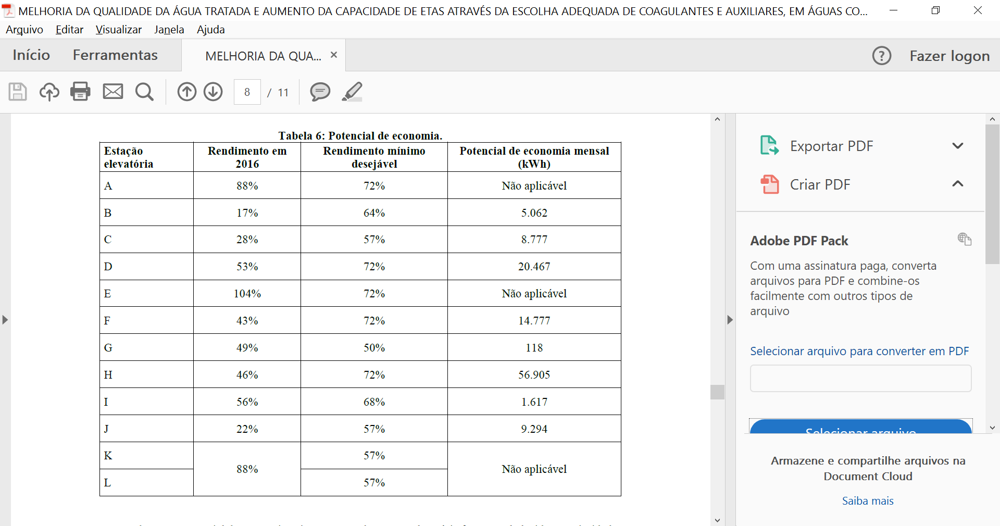 MELHORIA DA QUALIDADE DA ÁGUA TRATADA E AUMENTO DA CAPACIDADE DE ETAS ATRAVÉS DA ESCOLHA ADEQUADA DE COAGULANTES E AUXILIARES, EM ÁGUAS CO...
Arquivo Editar Visualizar Janela Ajuda
Início Ferramentas MELHORIA DA QUA... × ? Fazer logon
8 / 11
Tabela 6: Potencial de economia.
Estação elevatória Rendimento em 2016 Rendimento mínimo desejável Potencial de economia mensal (kWh)
A 88% 72% Não aplicável
B 17% 64% 5.062
C 28% 57% 8.777
D 53% 72% 20.467
E 104% 72% Não aplicável
F 43% 72% 14.777
G 49% 50% 118
H 46% 72% 56.905
I 56% 68% 1.617
J 22% 57% 9.294
K 88% 57% Não aplicável
L 57%
Exportar PDF
Criar PDF
Adobe PDF Pack
Com uma assinatura paga, converta
arquivos para PDF e combine-os
facilmente com outros tipos de
arquivo
Selecionar arquivo para converter em PDF
Selecionar arquivo
Armazene e compartilhe arquivos na
Document Cloud
Saiba mais